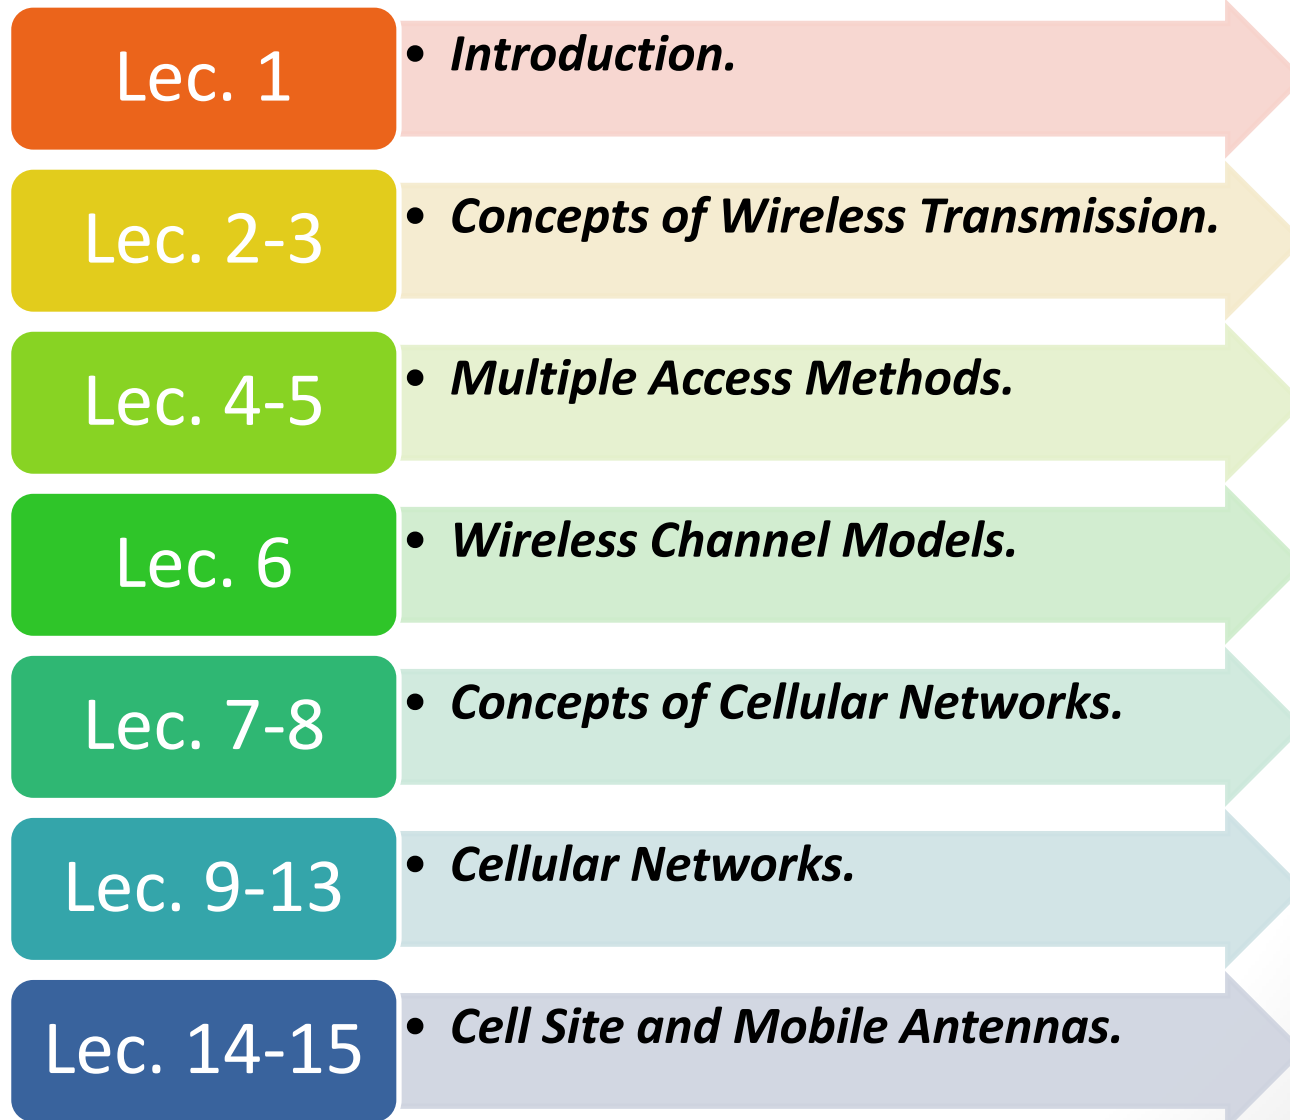 Lec. 1
• Introduction.
Lec. 2-3
• Concepts of Wireless Transmission.
Lec. 4-5
• Multiple Access Methods.
Lec. 6
• Wireless Channel Models.
Lec. 7-8
• Concepts of Cellular Networks.
Lec. 9-13
• Cellular Networks.
Lec. 14-15
• Cell Site and Mobile Antennas.